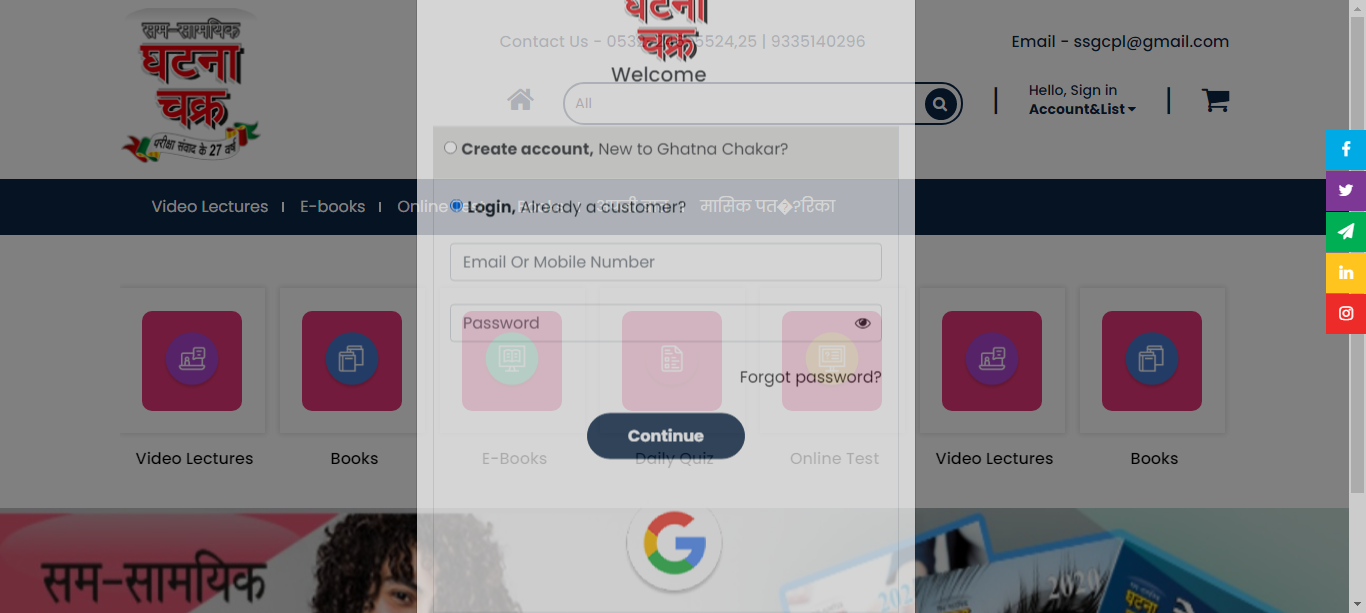 सम-सामयिक
घटना
चक्र
परीक्षा संवाद के 27 वर्ष
घटना
चक्र
Contact Us - 0532
5524,25 | 9335140296
Email - ssgcpl@gmail.com
Welcome
All
Hello, Sign in
Account&List
Create account, New to Ghatna Chakar?
Video Lectures
E-books
Online
मासिक पत�?रिका
Login, Already a customer?
Email Or Mobile Number
Password
Forgot password?
Continue
Video Lectures
Books
E-Books
Daily Quiz
Online Test
Video Lectures
Books
सम-सामयिक
2020
घटना